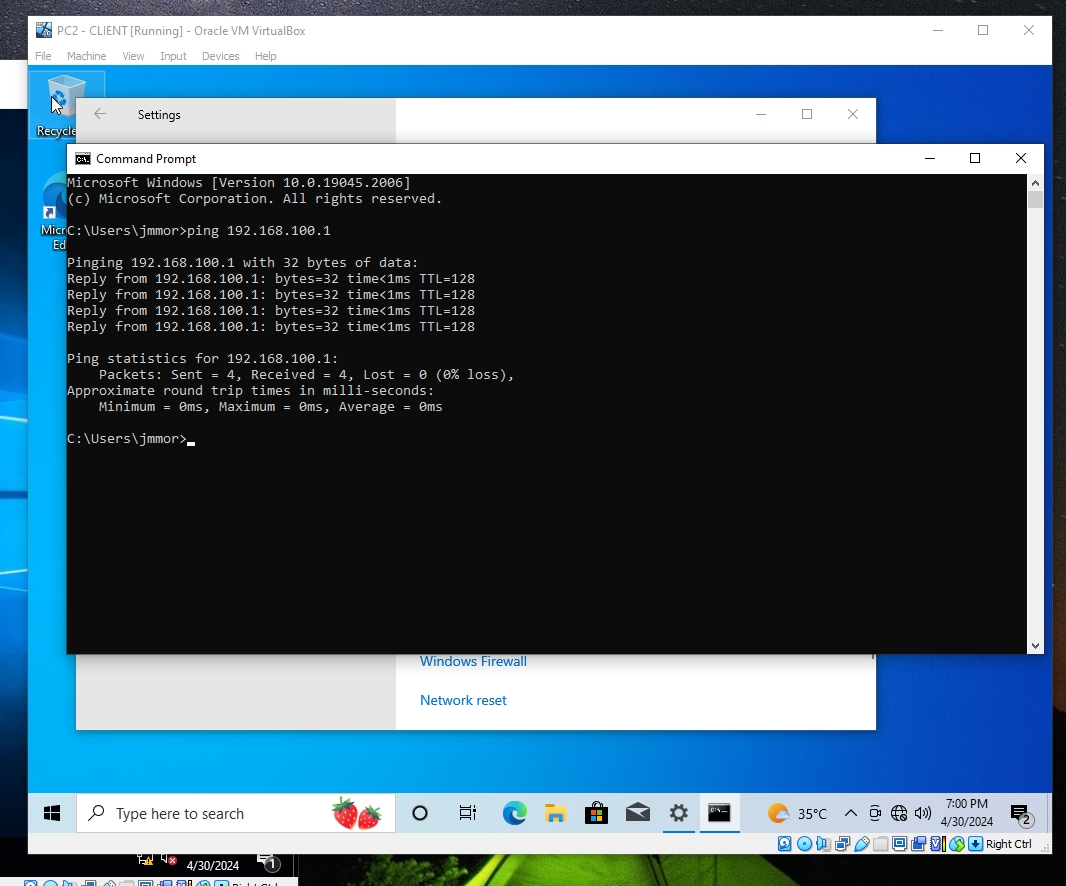 PC2 - CLIENT [Running] - Oracle VM VirtualBox
File Machine View Input Devices Help
Settings
Recycle
Command Prompt
Microsoft Windows [Version 10.0.19045.2006]
(c) Microsoft Corporation. All rights reserved.
Micr
Ed
C:\Users\jmmor>ping 192.168.100.1
Pinging 192.168.100.1 with 32 bytes of data:
Reply from 192.168.100.1: bytes=32 time<1ms TTL=128
Reply from 192.168.100.1: bytes=32 time<1ms TTL=128
Reply from 192.168.100.1: bytes=32 time<1ms TTL=128
Reply from 192.168.100.1: bytes=32 time<1ms TTL=128
Ping statistics for 192.168.100.1:
    Packets: Sent = 4, Received = 4, Lost = 0 (0% loss),
Approximate round trip times in milli-seconds:
    Minimum = 0ms, Maximum = 0ms, Average = 0ms
C:\Users\jmmor>
Windows Firewall
Network reset
Type here to search
35°C
7:00 PM
4/30/2024
2
Right Ctrl
4/30/2024
1